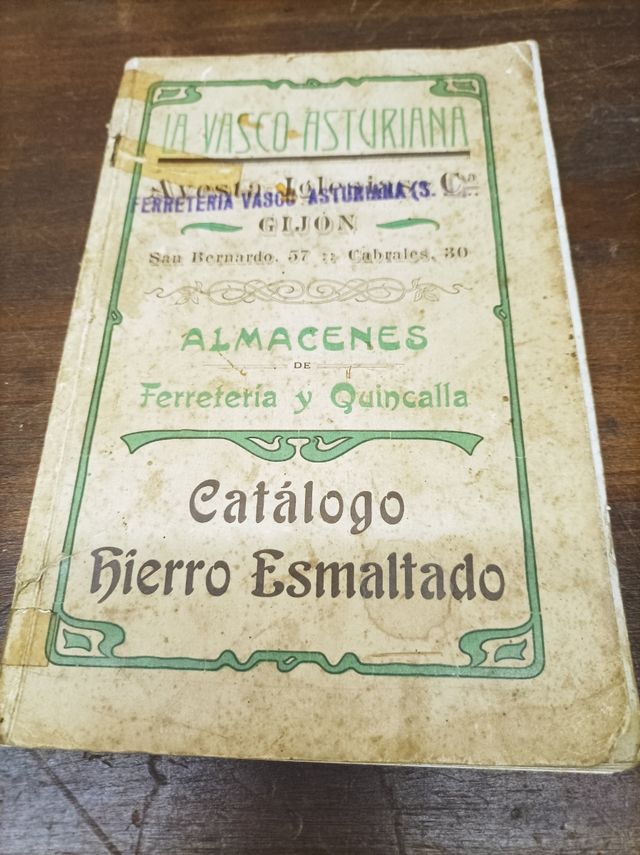 LA VASCO-ASTURIANA
Iglesias C.ª
FERRETERIA VASCO ASTURIANA (S.
GIJÓN
San Bernardo, 57 :: Cabrales, 30
ALMACENES
DE
Ferretería y Quincalla
Catálogo
Hierro Esmaltado